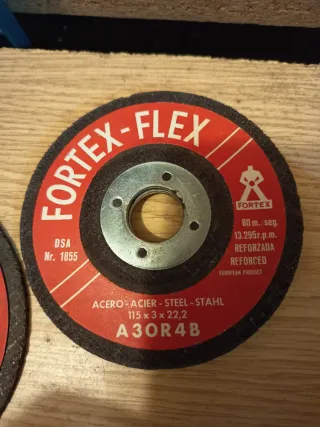 FORTEX-FLEX
FORTEX
80 m./seg.
13.295 r.p.m.
REFORZADA
REFORCED
EUROPEAN PRODUCT
DSA
Nr. 1855
ACERO-ACIER-STEEL-STAHL
115 x 3 x 22,2
A30R4B